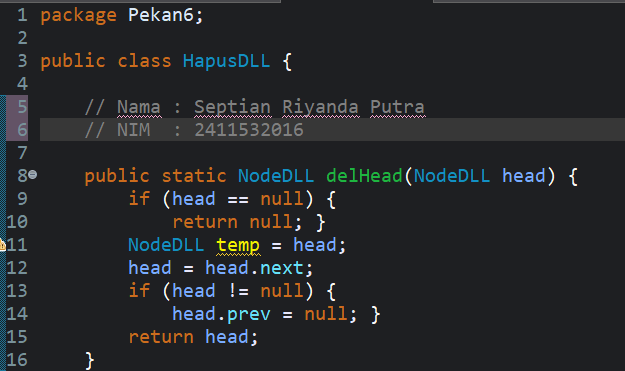 1 package Pekan6;
2
3 public class HapusDLL {
4
5 // Nama : Septian Riyanda Putra
6 // NIM  : 2411532016
7
8 public static NodeDLL delHead(NodeDLL head) {
9 if (head == null) {
10 return null; }
11 NodeDLL temp = head;
12 head = head.next;
13 if (head != null) {
14 head.prev = null; }
15 return head;
16 }